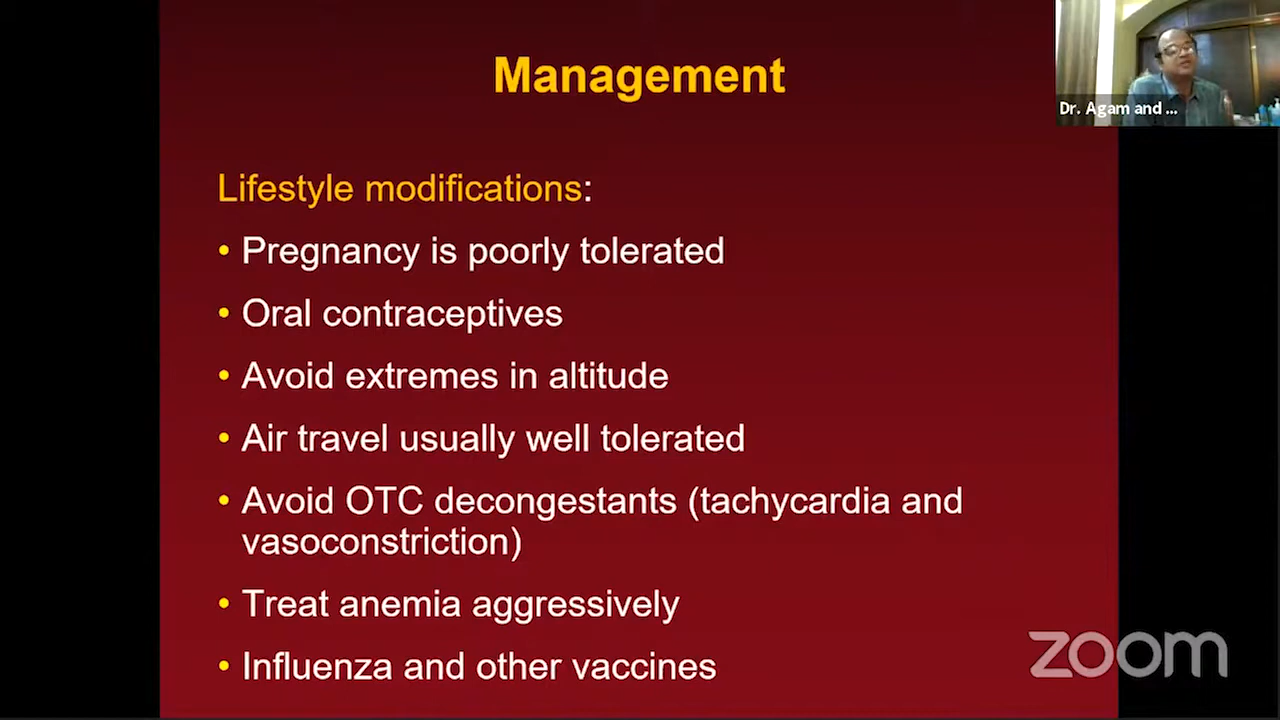 Management
Dr. Agam and ...
Lifestyle modifications:
• Pregnancy is poorly tolerated
• Oral contraceptives
• Avoid extremes in altitude
• Air travel usually well tolerated
• Avoid OTC decongestants (tachycardia and
vasoconstriction)
• Treat anemia aggressively
• Influenza and other vaccines
zoom